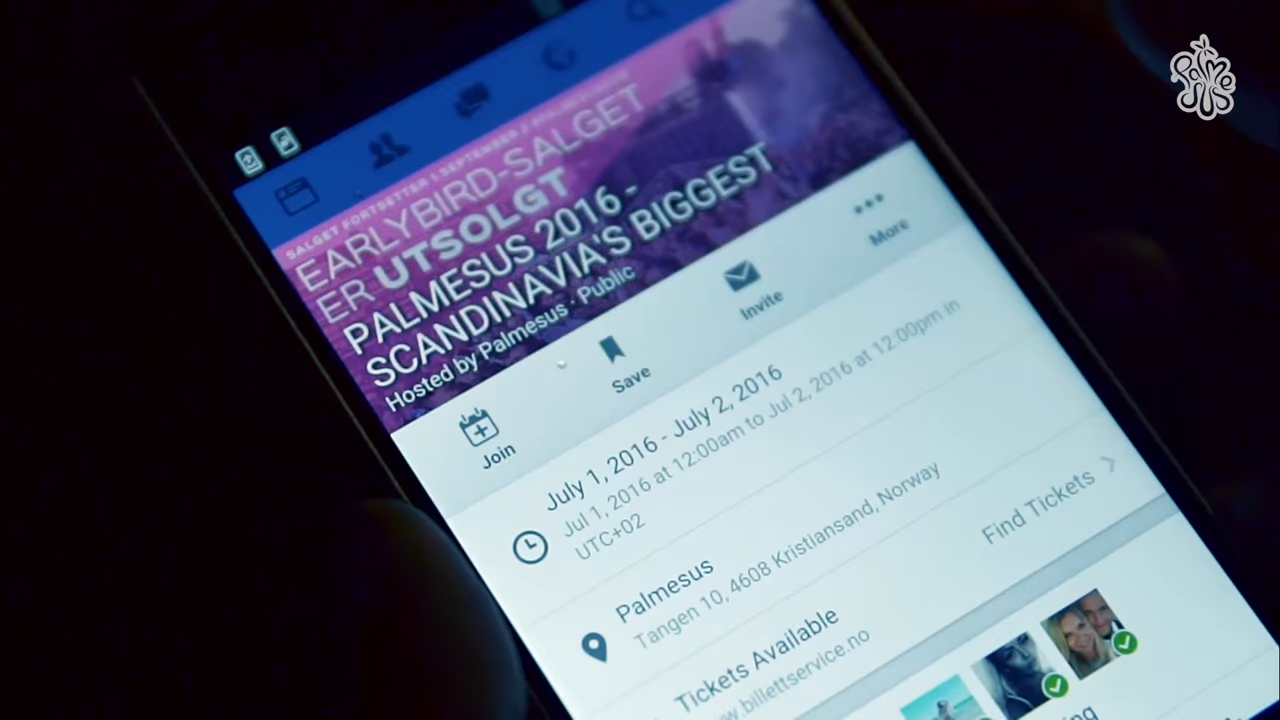 PALMESUS
SALGET FORTSETTER 1. SEPTEMBER
EARLYBIRD-SALGET
ER UTSOLGT
PALMESUS 2016 -
SCANDINAVIA'S BIGGEST
Hosted by Palmesus · Public
Join
Save
Invite
More
July 1, 2016 - July 2, 2016
Jul 1, 2016 at 12:00am to Jul 2, 2016 at 12:00pm in
UTC+02
Palmesus
Tangen 10, 4608 Kristiansand, Norway
Find Tickets
Tickets Available
www.billettservice.no